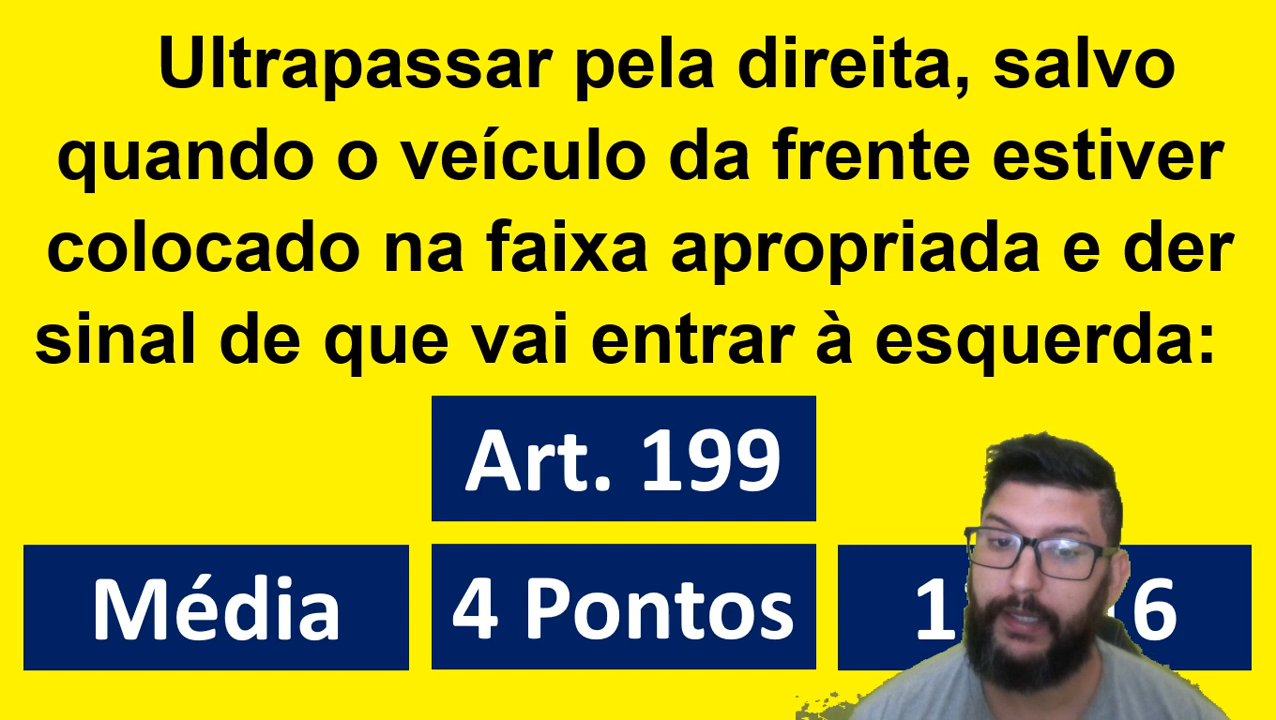 Ultrapassar pela direita, salvo
quando o veículo da frente estiver
colocado na faixa apropriada e der
sinal de que vai entrar à esquerda:
Art. 199
Média
4 Pontos